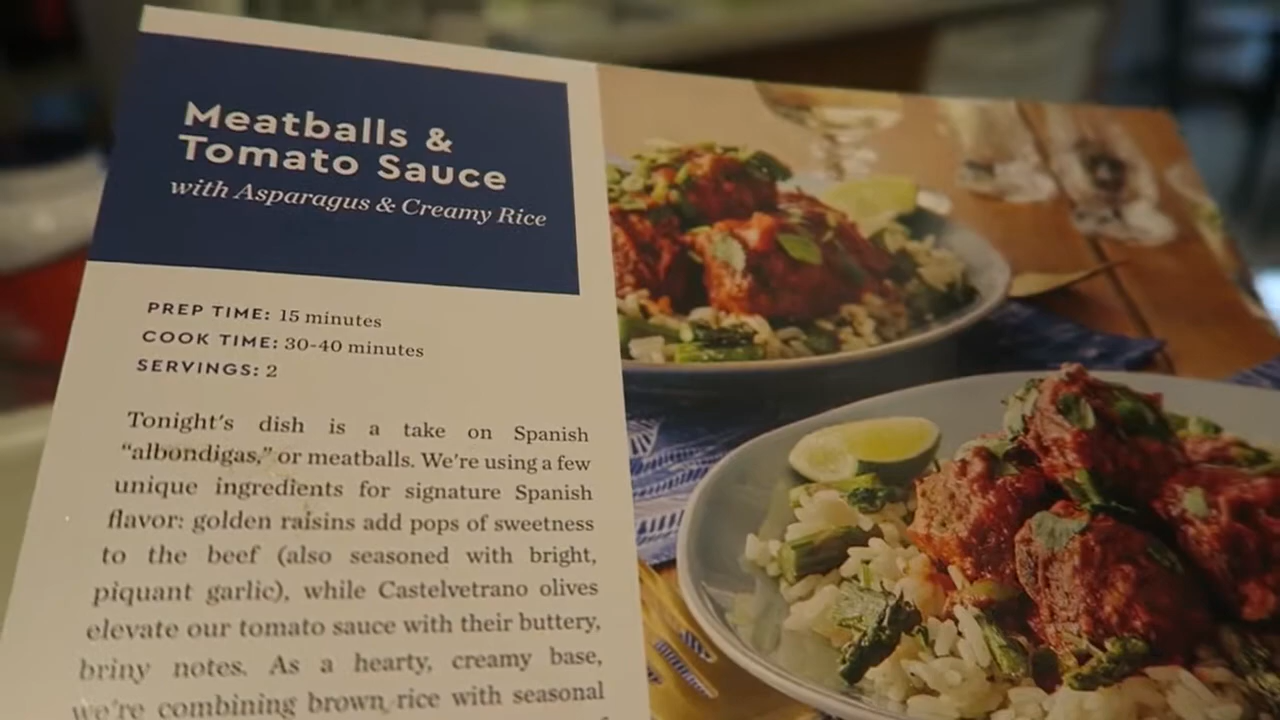 Meatballs &
Tomato Sauce
with Asparagus & Creamy Rice
PREP TIME: 15 minutes
COOK TIME: 30-40 minutes
SERVINGS: 2
Tonight's dish is a take on Spanish
“albondigas,” or meatballs. We're using a few
unique ingredients for signature Spanish
flavor: golden raisins add pops of sweetness
to the beef (also seasoned with bright,
piquant garlic), while Castelvetrano olives
elevate our tomato sauce with their buttery,
briny notes. As a hearty, creamy base,
we're combining brown rice with seasonal